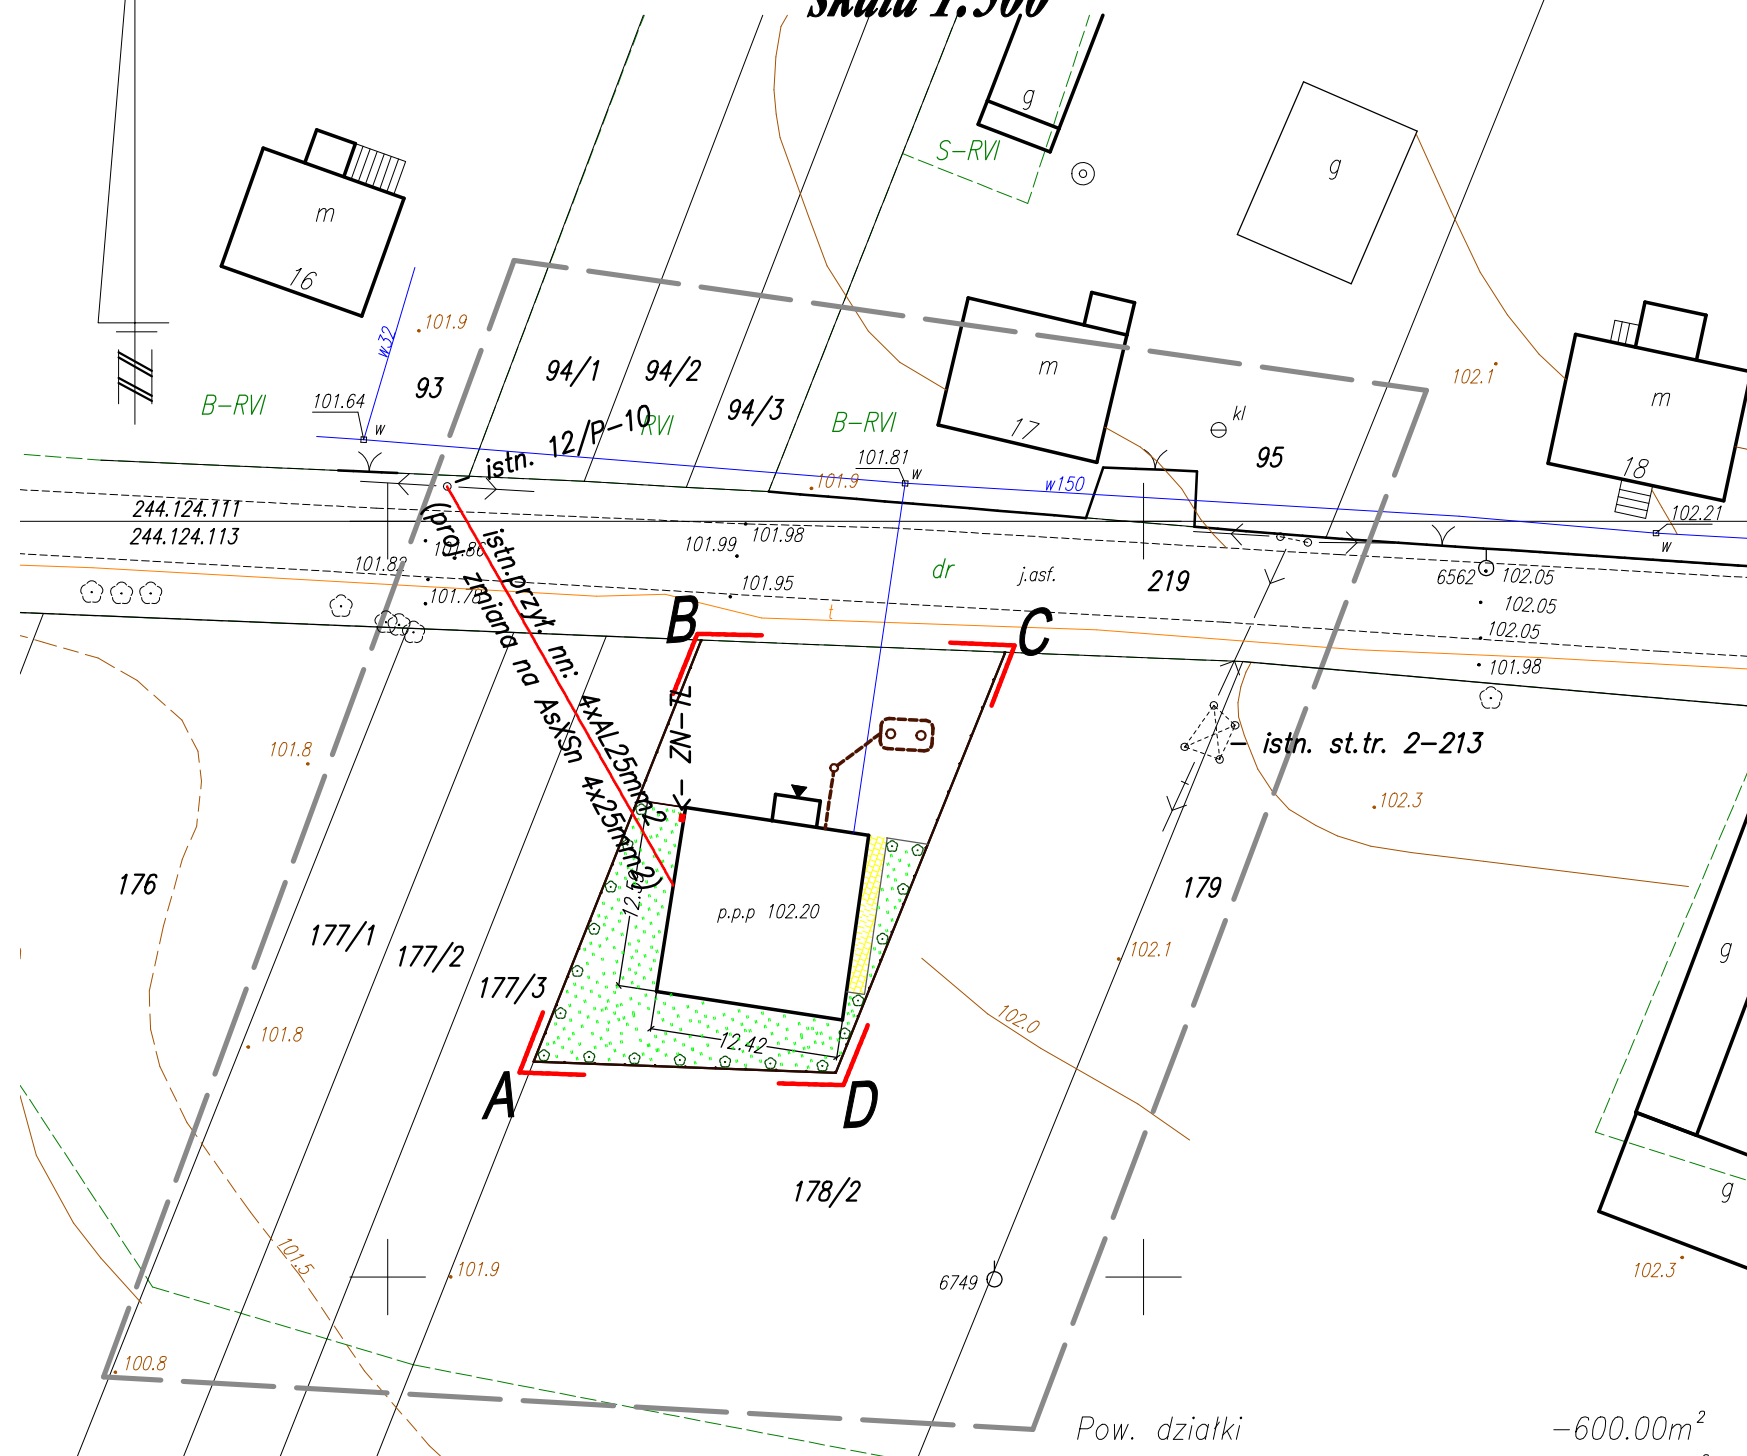 skala 1:500
g
S-RVI
g
m
16
w32
101.9
93
94/1
94/2
94/3
RVI
B-RVI
101.64
w
istn. 12/P-10
B-RVI
101.81
w
101.9
w150
m
17
kl
95
102.1
m
18
102.21
w
244.124.111
244.124.113
101.86
101.82
101.78
101.98
101.99
101.95
dr
j.asf.
219
6562
102.05
102.05
102.05
101.98
t
B
C
istn.przył. nn: 4xAL25mm2
(proj. zmiana na AsXSn 4x25mm2)
ZN-TL
istn. st.tr. 2-213
101.8
102.3
176
177/1
177/2
177/3
12.59
p.p.p 102.20
179
102.1
102.0
12.42
101.8
A
D
178/2
g
g
101.5
101.9
6749
102.3
100.8
Pow. działki -600.00m²